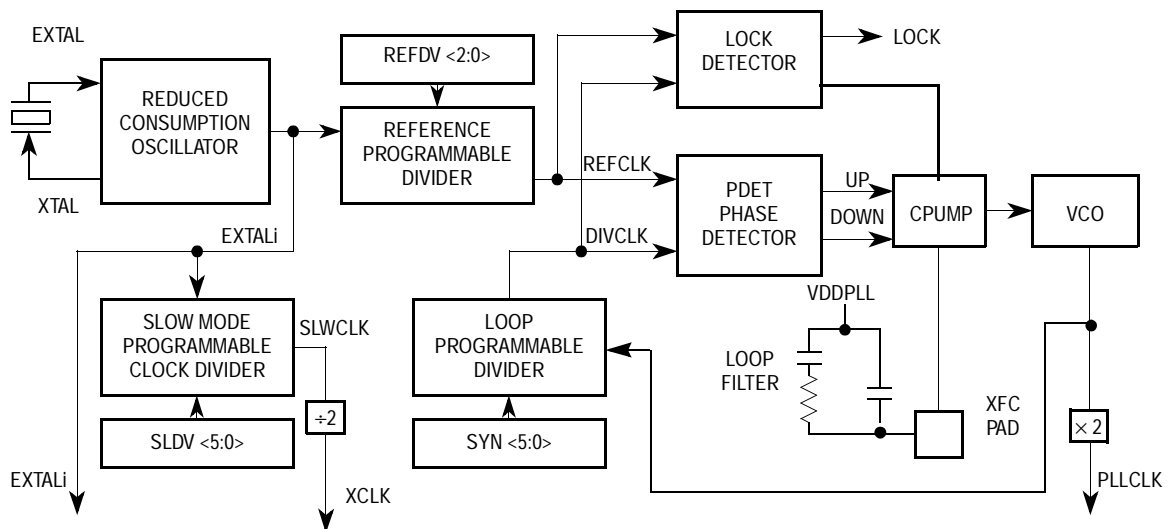 EXTAL
XTAL
REDUCED
CONSUMPTION
OSCILLATOR
REFDV <2:0>
REFERENCE
PROGRAMMABLE
DIVIDER
LOCK
DETECTOR
LOCK
REFCLK
DIVCLK
PDET
PHASE
DETECTOR
UP
DOWN
CPUMP
VCO
EXTALi
SLOW MODE
PROGRAMMABLE
CLOCK DIVIDER
SLWCLK
÷2
SLDV <5:0>
EXTALi
XCLK
LOOP
PROGRAMMABLE
DIVIDER
SYN <5:0>
VDDPLL
LOOP
FILTER
XFC
PAD
× 2
PLLCLK